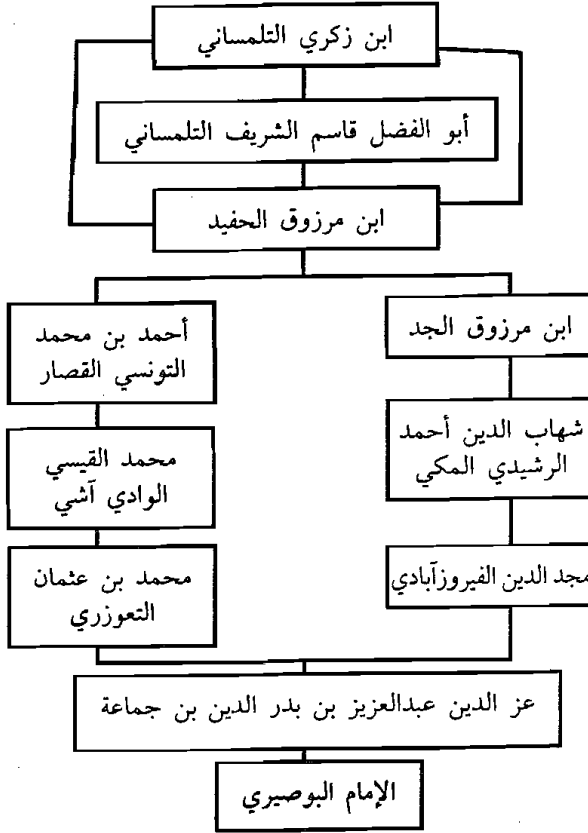 ابن زكري التلمساني
أبو الفضل قاسم الشريف التلمساني
ابن مرزوق الحفيد
ابن مرزوق الجد
أحمد بن محمد
التونسي القصار
شهاب الدين أحمد
الرشيدي المكي
محمد القيسي
الوادي آشي
مجد الدين الفيروزآبادي
محمد بن عثمان
التعوزري
عز الدين عبدالعزيز بن بدر الدين بن جماعة
الإمام البوصيري